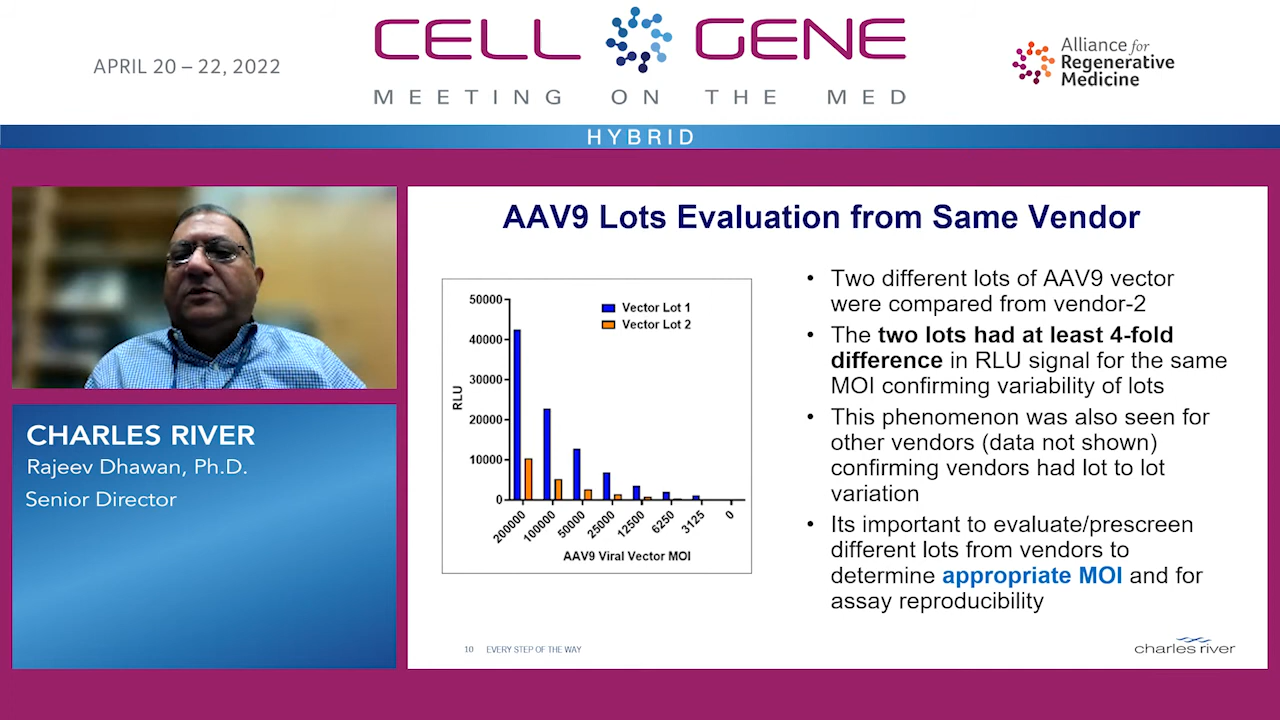 APRIL 20 – 22, 2022
CELL GENE
MEETING ON THE MED
Alliance for
Regenerative
Medicine
HYBRID
CHARLES RIVER
Rajeev Dhawan, Ph.D.
Senior Director
AAV9 Lots Evaluation from Same Vendor
50000
40000
30000
20000
10000
0
RLU
Vector Lot 1
Vector Lot 2
200000
100000
50000
25000
12500
6250
3125
0
AAV9 Viral Vector MOI
• Two different lots of AAV9 vector
were compared from vendor-2
• The two lots had at least 4-fold
difference in RLU signal for the same
MOI confirming variability of lots
• This phenomenon was also seen for
other vendors (data not shown)
confirming vendors had lot to lot
variation
• Its important to evaluate/prescreen
different lots from vendors to
determine appropriate MOI and for
assay reproducibility
10 EVERY STEP OF THE WAY
charles river